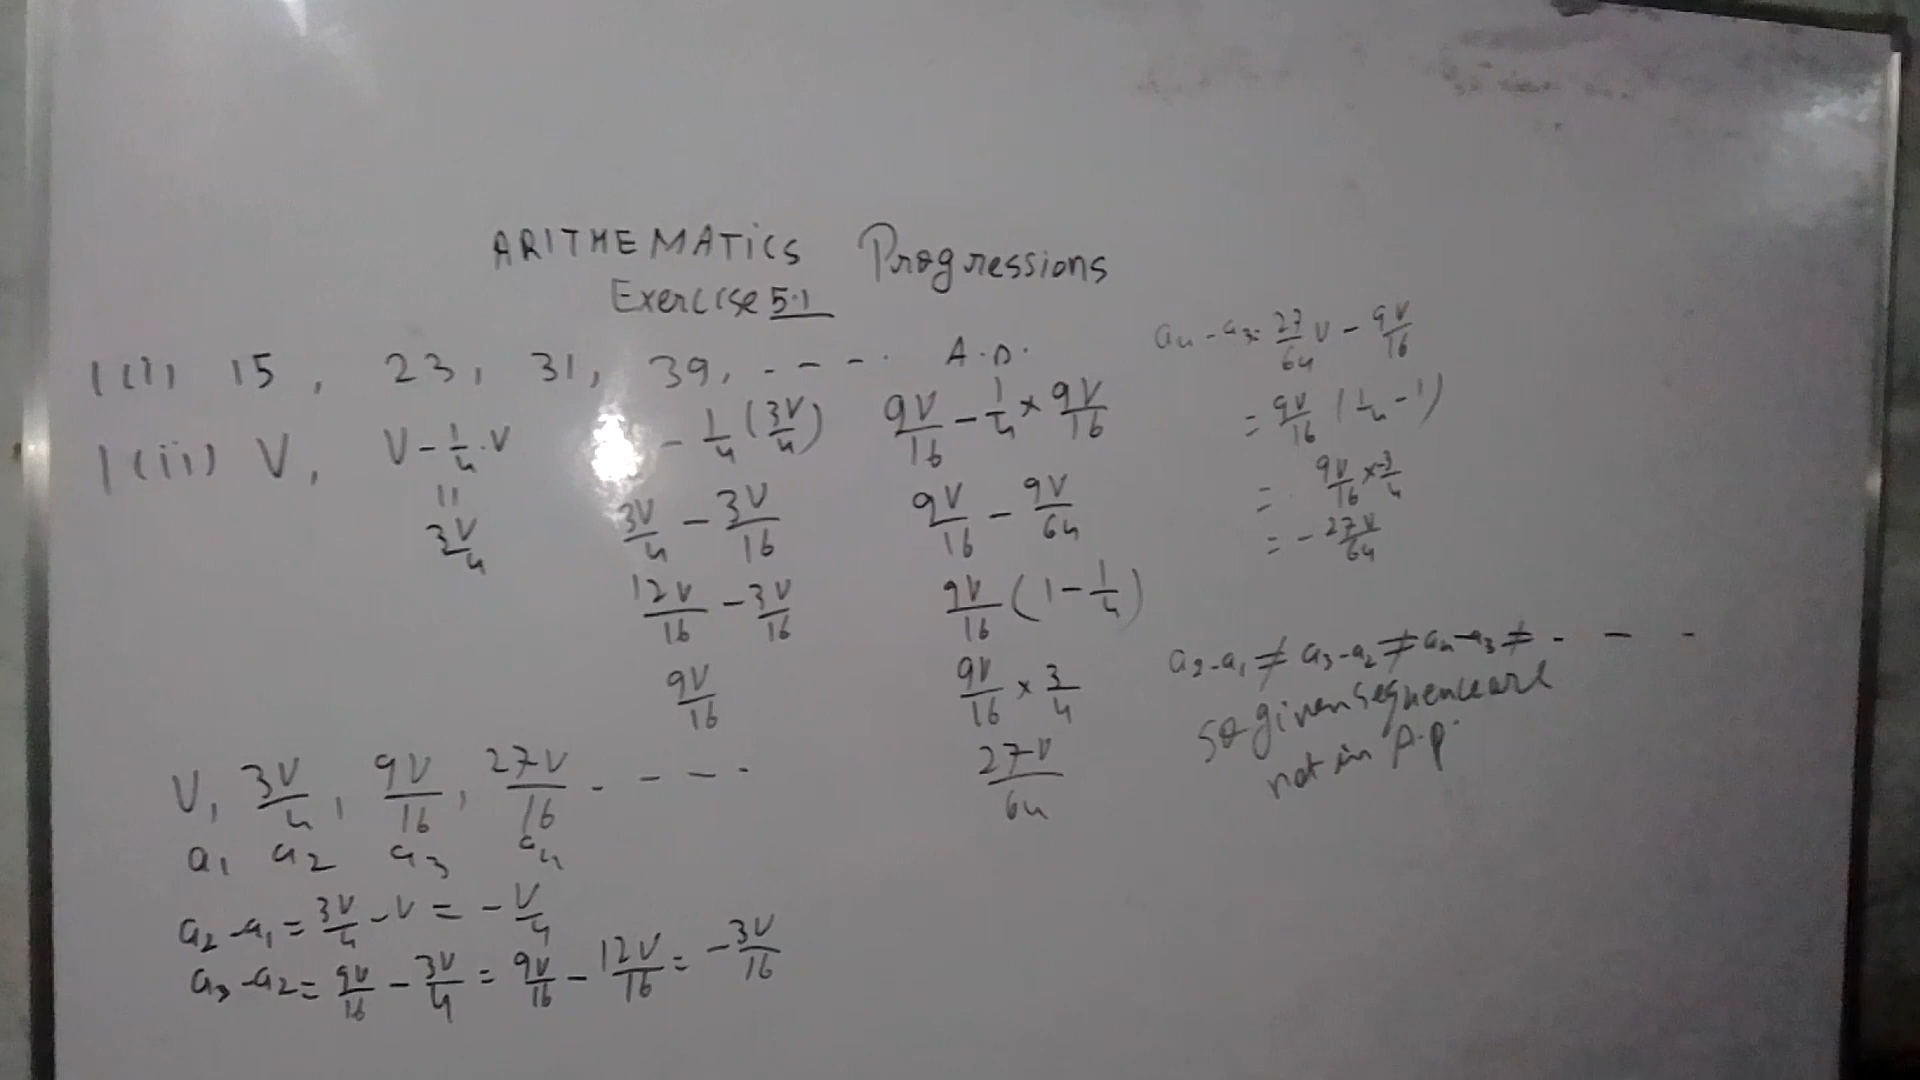 ARITHEMATICS Progressions
Exercise 5.1
1(i) 15, 23, 31, 39, - - - . A.P.
1(ii) V, V-1/4.V - 1/4(3V/4) 9V/16 - 1/4 × 9V/16
= 3V/4
3V/4 - 3V/16
12V/16 - 3V/16
9V/16
9V/16 - 9V/64
9V/16 (1-1/4)
9V/16 × 3/4
27V/64
V, 3V/4, 9V/16, 27V/16 - - - -
a1 a2 a3 a4
a2-a1 = 3V/4 - V = -V/4
a3-a2 = 9V/16 - 3V/4 = 9V/16 - 12V/16 = -3V/16
a4-a3 = 27/64 V - 9V/16
= 9V/16 (1/4-1)
= 9V/16 × -3/4
= -27V/64
a2-a1 ≠ a3-a2 ≠ a4-a3 ≠ - - -
so given sequence are
not in A.P.